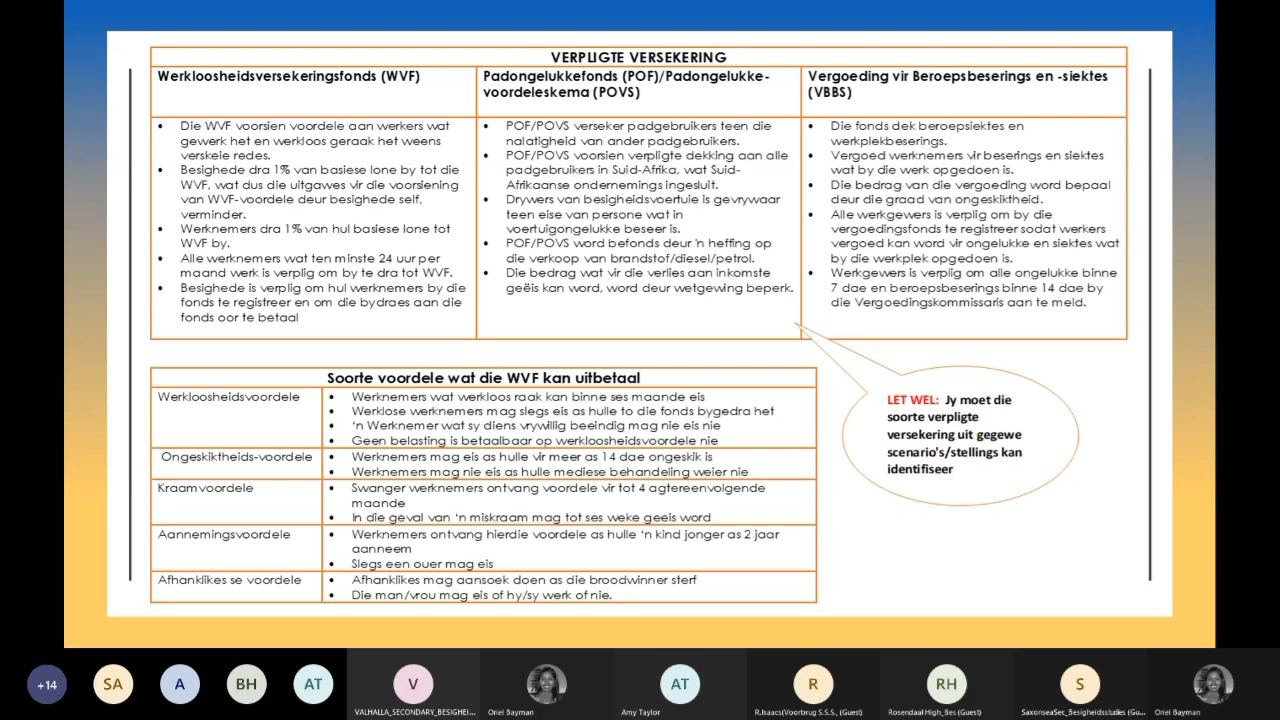 VERPLIGTE VERSEKERING
Werkloosheidsversekeringsfonds (WVF)
Padongelukkefonds (POF)/Padongelukke-
voordeleskema (POVS)
Vergoeding vir Beroepsbeserings en -siektes
(VBBS)
• Die WVF voorsien voordele aan werkers wat
gewerk het en werkloos geraak het weens
verskeie redes.
• Besighede dra 1% van basiese lone by tot die
WVF, wat dus die uitgawes vir die voorsiening
van WVF-voordele deur besighede self,
verminder.
• Werknemers dra 1% van hul basiese lone tot
WVF by.
• Alle werknemers wat ten minste 24 uur per
maand werk is verplig om by te dra tot WVF.
• Besighede is verplig om hul werknemers by die
fonds te registreer en om die bydraes aan die
fonds oor te betaal
• POF/POVS verseker padgebruikers teen die
nalatigheid van ander padgebruikers.
• POF/POVS voorsien verpligte dekking aan alle
padgebruikers in Suid-Afrika, wat Suid-
Afrikaanse ondernemings ingesluit.
• Drywers van besigheidsvoertuie is gevrywaar
teen eise van persone wat in
voertuigongelukke beseer is.
• POF/POVS word befonds deur 'n heffing op
die verkoop van brandstof/diesel/petrol.
• Die bedrag wat vir die verlies aan inkomste
geëis kan word, word deur wetgewing beperk.
• Die fonds dek beroepsiektes en
werkplekbeserings.
• Vergoed werknemers vir beserings en siektes
wat by die werk opgedoen is.
• Die bedrag van die vergoeding word bepaal
deur die graad van ongeskiktheid.
• Alle werkgewers is verplig om by die
vergoedingsfonds te registreer sodat werkers
vergoed kan word vir ongelukke en siektes wat
by die werkplek opgedoen is.
• Werkgewers is verplig om alle ongelukke binne
7 dae en beroepsbeserings binne 14 dae by
die Vergoedingskommissaris aan te meld.
Soorte voordele wat die WVF kan uitbetaal
Werkloosheidsvoordele
• Werknemers wat werkloos raak kan binne ses maande eis
• Werklose werknemers mag slegs eis as hulle to die fonds bygedra het
• 'n Werknemer wat sy diens vrywillig beeindig mag nie eis nie
• Geen belasting is betaalbaar op werkloosheidsvoordele nie
Ongeskiktheids-voordele
• Werknemers mag eis as hulle vir meer as 14 dae ongeskik is
• Werknemers mag nie eis as hulle mediese behandeling weier nie
Kraamvoordele
• Swanger werknemers ontvang voordele vir tot 4 agtereenvolgende
maande
• In die geval van 'n miskraam mag tot ses weke geeis word
Aannemingsvoordele
• Werknemers ontvang hierdie voordele as hulle 'n kind jonger as 2 jaar
aanneem
• Slegs een ouer mag eis
Afhanklikes se voordele
• Afhanklikes mag aansoek doen as die broodwinner sterf
• Die man/vrou mag eis of hy/sy werk of nie.
LET WEL: Jy moet die
soorte verpligte
versekering uit gegewe
scenario's/stellings kan
identifiseer
+14
SA
A
BH
AT
V
AT
R
RH
S
VALHALLA_SECONDARY_BESIGHEI...
Oriel Bayman
Amy Taylor
R.Isaacs(Voorbrug S.S.S., (Guest)
Rosendaal High_Bes (Guest)
SaxonseaSec_Besigheidsstudies (Gu...
Oriel Bayman